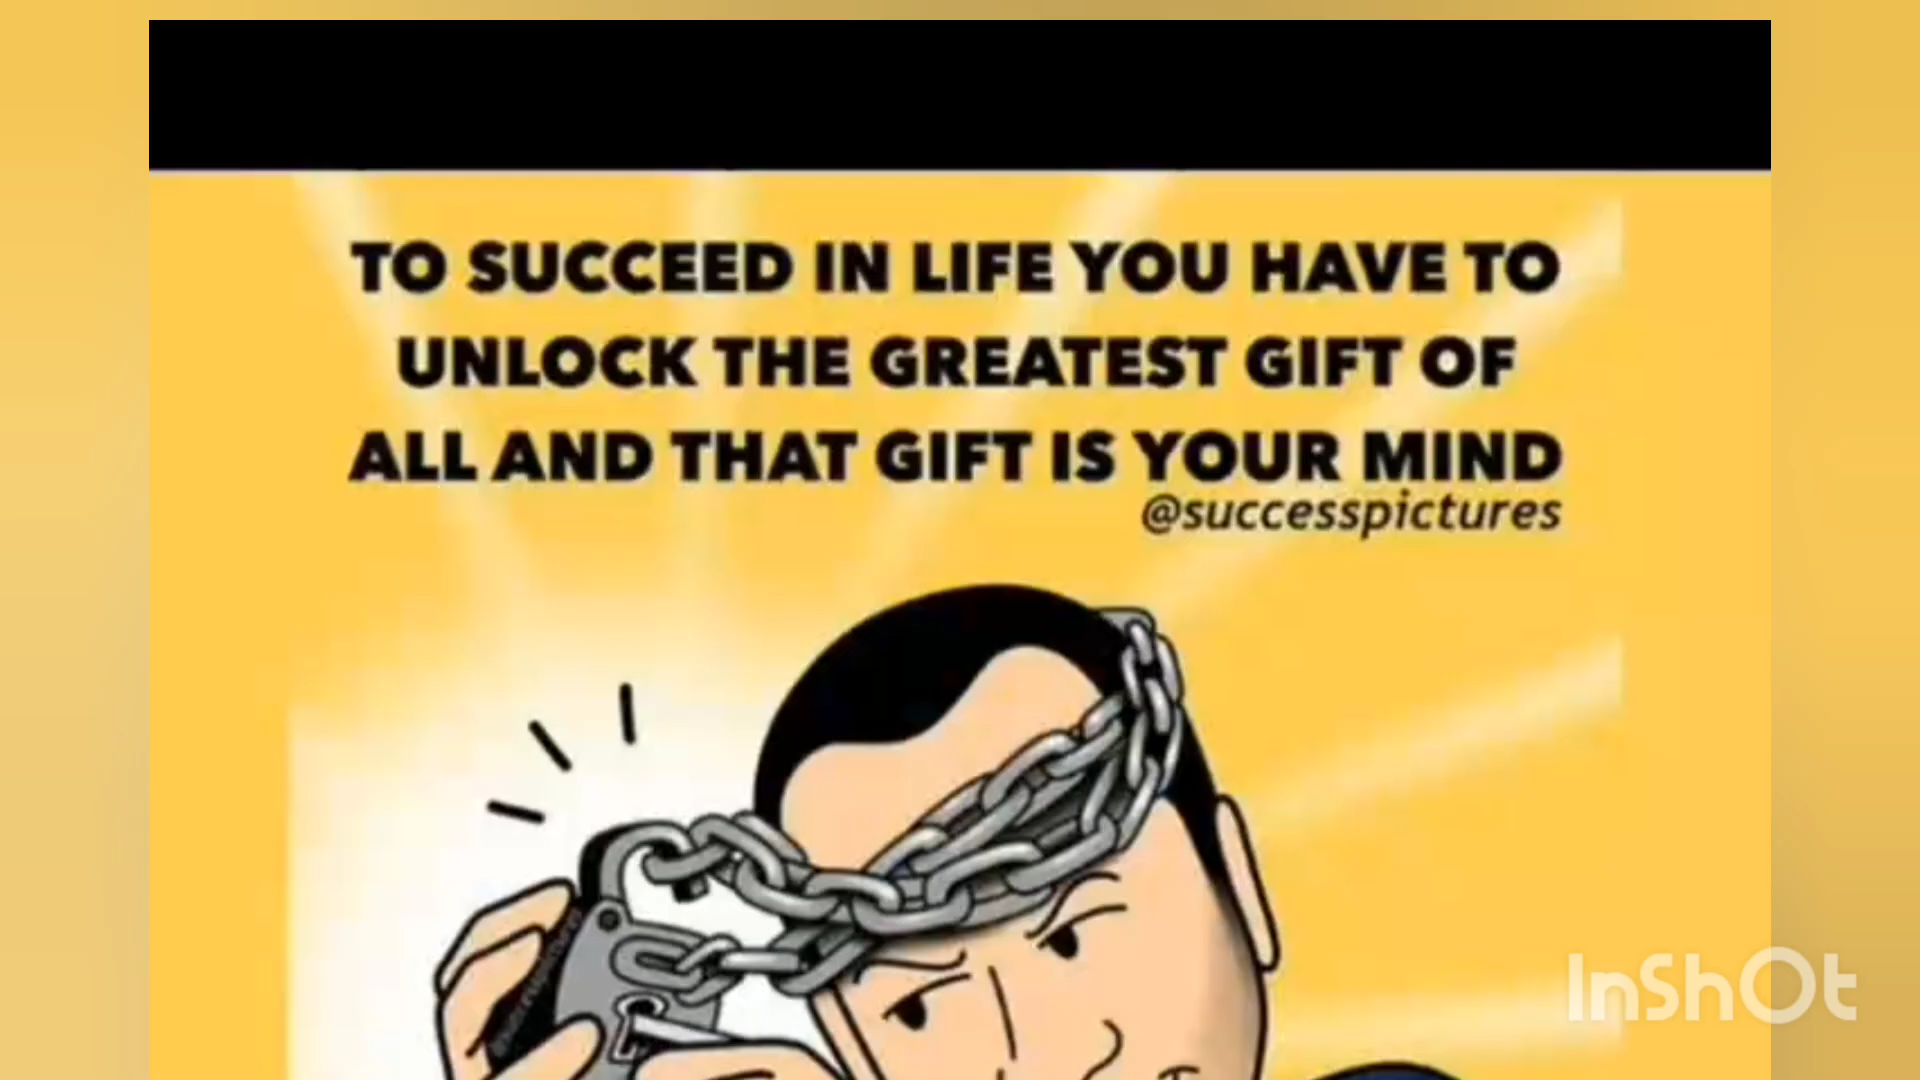 TO SUCCEED IN LIFE YOU HAVE TO
UNLOCK THE GREATEST GIFT OF
ALL AND THAT GIFT IS YOUR MIND
@successpictures
InShOt